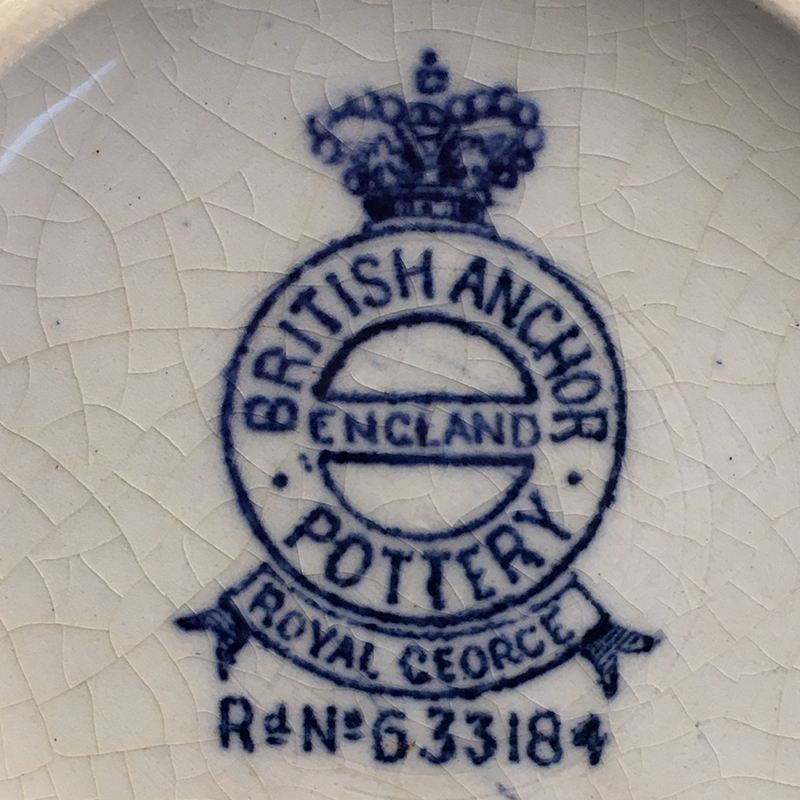 BRITISH ANCHOR
ENGLAND
POTTERY
ROYAL GEORGE
Rd No 633184